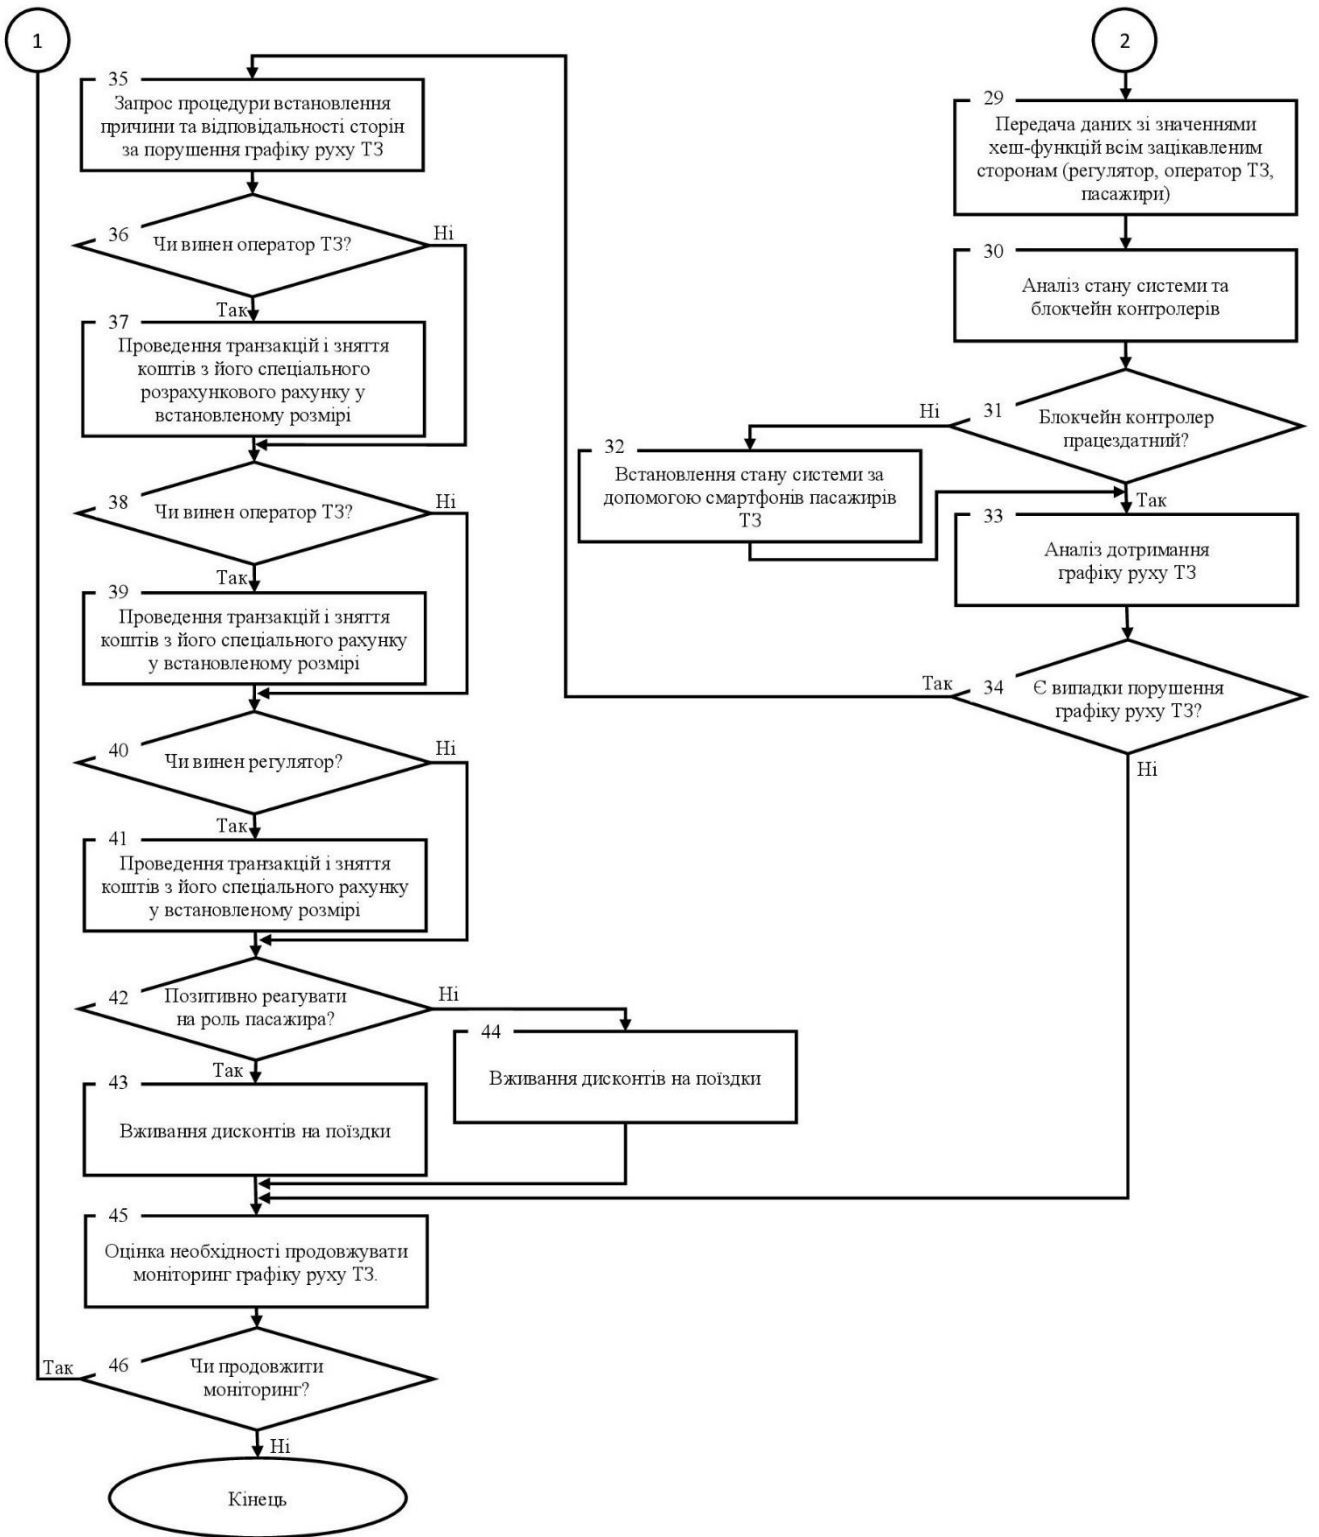 1
35
Запрос процедури встановлення
причини та відповідальності сторін
за порушення графіку руху ТЗ
36
Чи винен оператор ТЗ?
Ні
Так
37
Проведення транзакцій і зняття
коштів з його спеціального
розрахункового рахунку у
встановленому розмірі
38
Чи винен оператор ТЗ?
Ні
Так
39
Проведення транзакцій і зняття
коштів з його спеціального рахунку
у встановленому розмірі
40
Чи винен регулятор?
Ні
Так
41
Проведення транзакцій і зняття
коштів з його спеціального рахунку
у встановленому розмірі
42
Позитивно реагувати
на роль пасажира?
Ні
Так
43
Вживання дисконтів на поїздки
44
Вживання дисконтів на поїздки
45
Оцінка необхідності продовжувати
моніторинг графіку руху ТЗ.
46
Чи продовжити
моніторинг?
Так
Ні
Кінець
2
29
Передача даних зі значеннями
хеш-функцій всім зацікавленим
сторонам (регулятор, оператор ТЗ,
пасажири)
30
Аналіз стану системи та
блокчейн контролерів
31
Блокчейн контролер
працездатний?
Ні
Так
32
Встановлення стану системи за
допомогою смартфонів пасажирів
ТЗ
33
Аналіз дотримання
графіку руху ТЗ
34
Є випадки порушення
графіку руху ТЗ?
Так
Ні